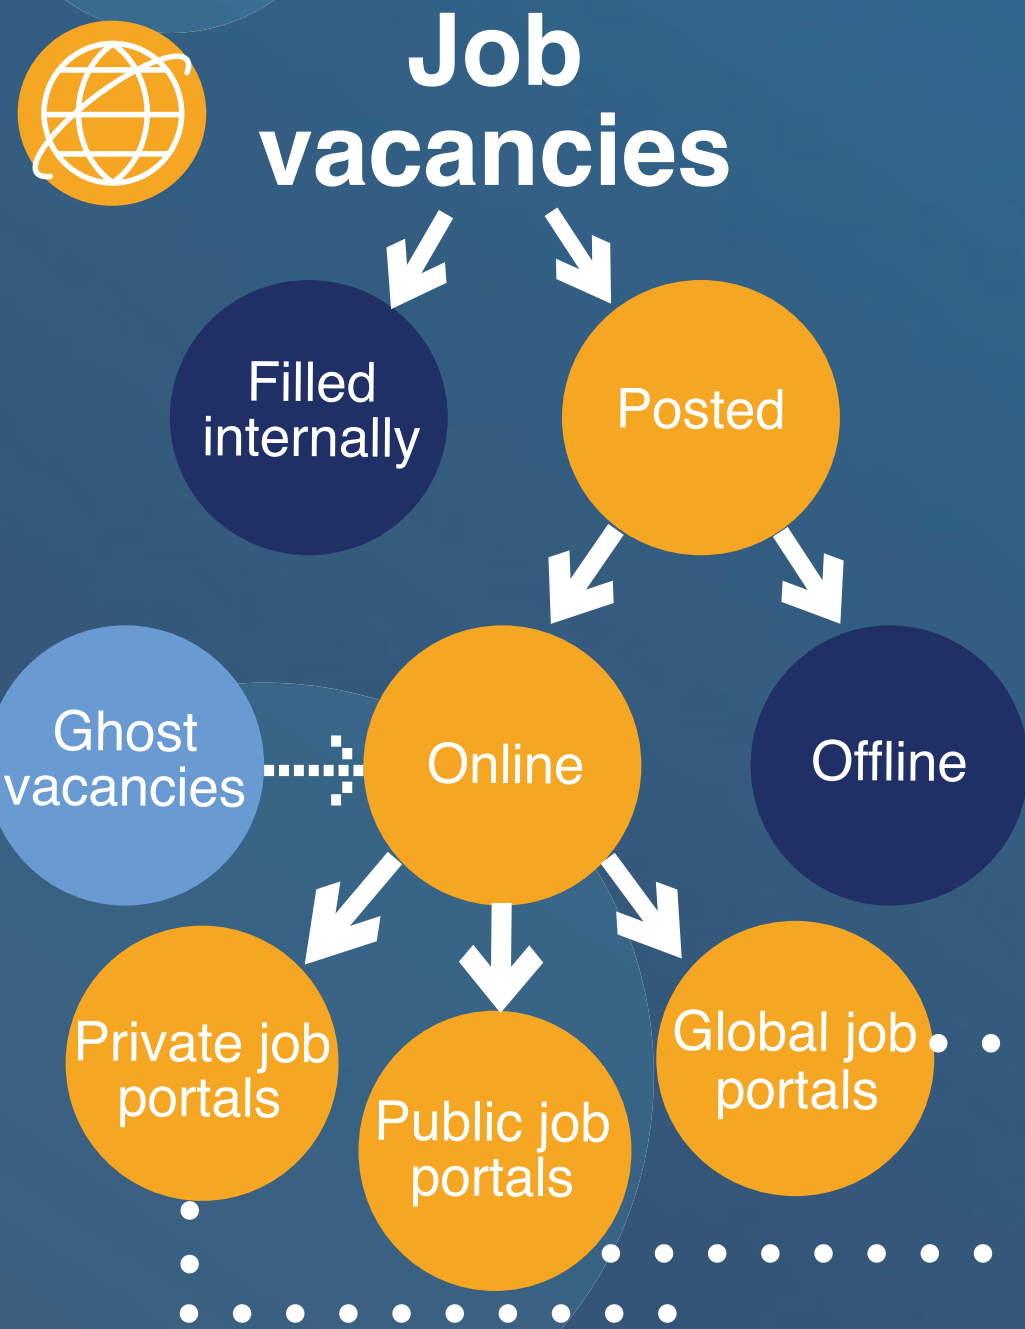 Job
vacancies
Filled
internally
Posted
Ghost
vacancies
Online
Offline
Private job
portals
Public job
portals
Global job
portals